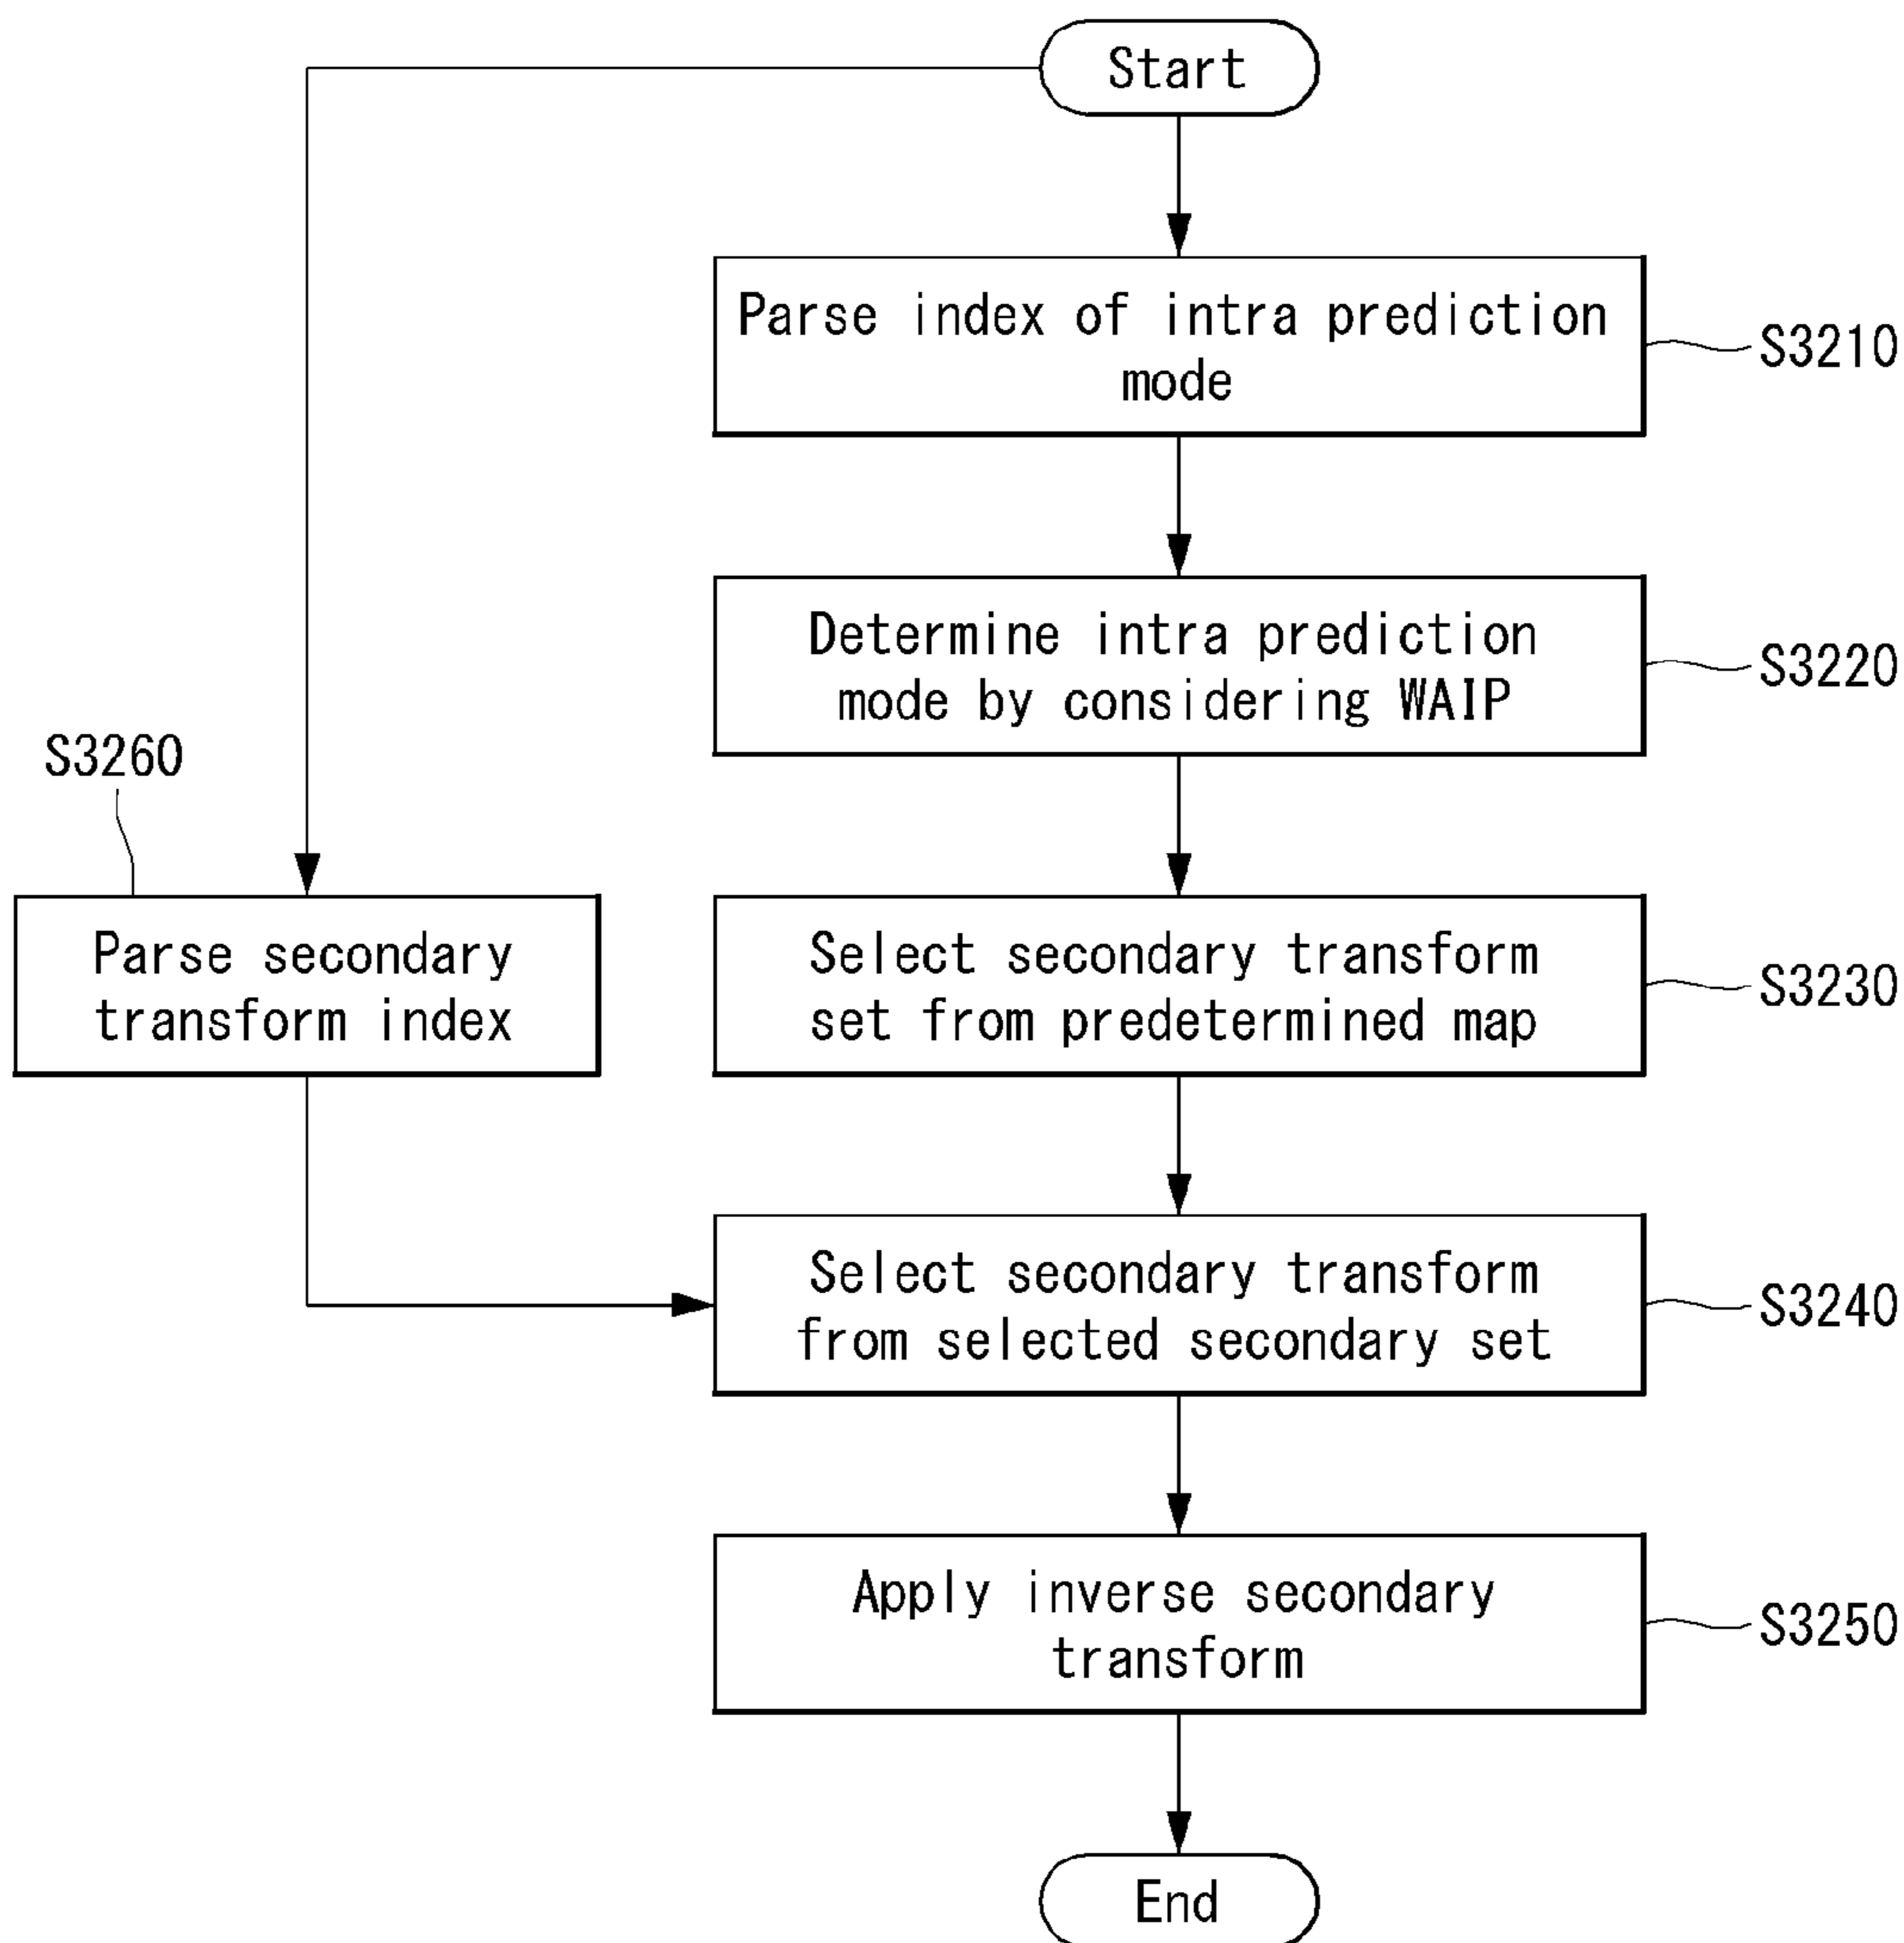 Start
Parse index of intra prediction
mode
S3210
Determine intra prediction
mode by considering WAIP
S3220
S3260
Parse secondary
transform index
Select secondary transform
set from predetermined map
S3230
Select secondary transform
from selected secondary set
S3240
Apply inverse secondary
transform
S3250
End